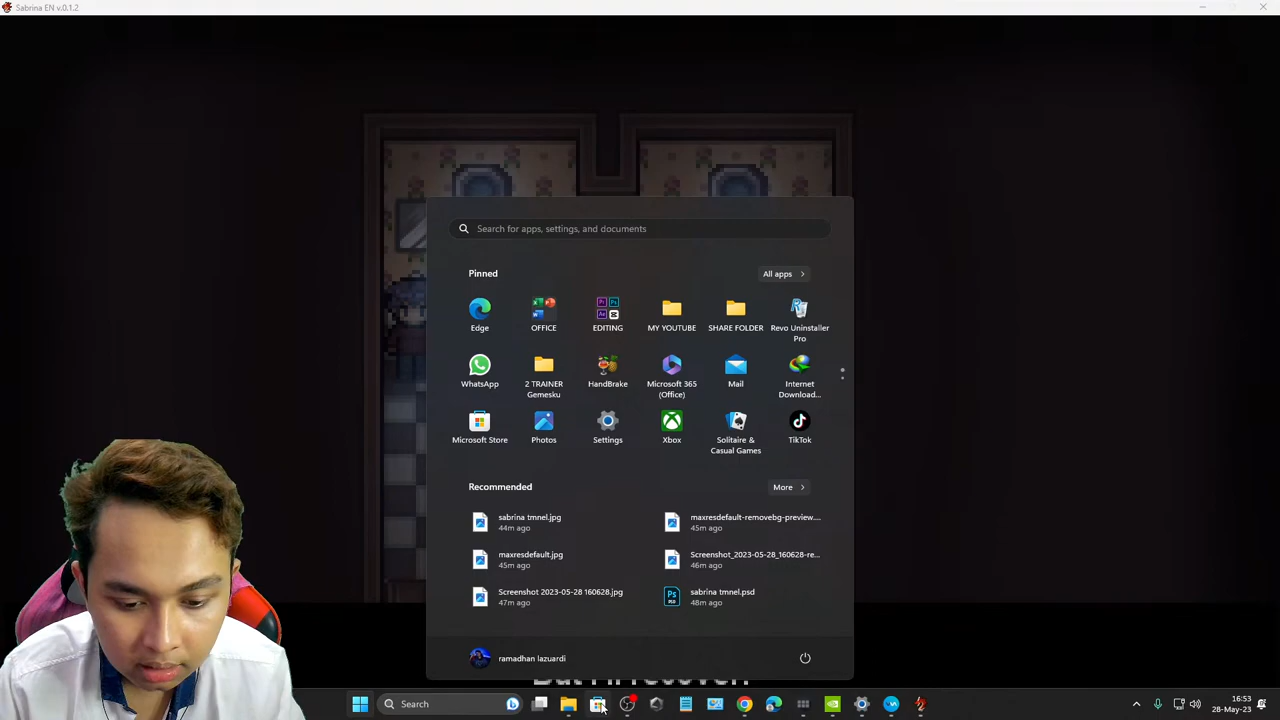 Sabrina EN v.0.1.2
Search for apps, settings, and documents
Pinned
All apps
Edge
OFFICE
EDITING
MY YOUTUBE
SHARE FOLDER
Revo Uninstaller
Pro
WhatsApp
2 TRAINER
Gemesku
HandBrake
Microsoft 365
(Office)
Mail
Internet
Download...
Microsoft Store
Photos
Settings
Xbox
Solitaire &
Casual Games
TikTok
Recommended
More
sabrina tmnel.jpg
44m ago
maxresdefault-removebg-preview....
45m ago
maxresdefault.jpg
45m ago
Screenshot_2023-05-28_160628-re...
46m ago
Screenshot 2023-05-28 160628.jpg
47m ago
sabrina tmnel.psd
48m ago
ramadhan lazuardi
Search
16:53
28-May-23